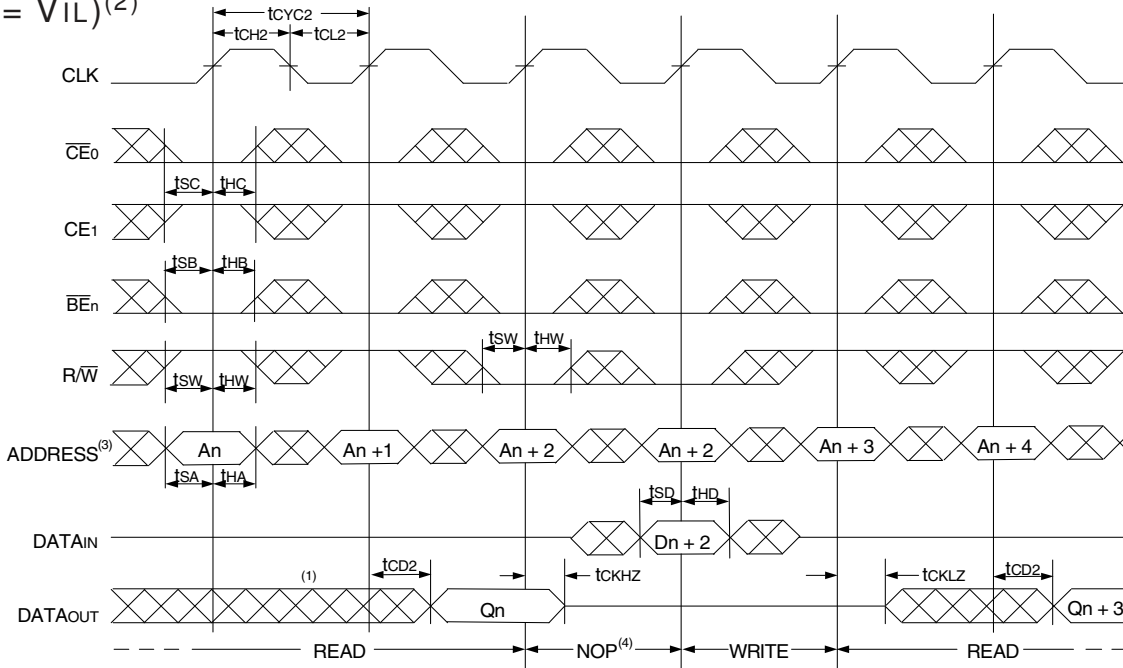 = VIL)(2)
tCYC2
tCH2 tCL2
CLK
CE0
tSC tHC
CE1
tSB tHB
BEn
tSW tHW
R/W
tSW tHW
ADDRESS(3) An An +1 An + 2 An + 2 An + 3 An + 4
tSA tHA
tSD tHD
DATAIN Dn + 2
(1) tCD2 tCKHZ tCKLZ tCD2
DATAOUT Qn Qn + 3
READ NOP(4) WRITE READ